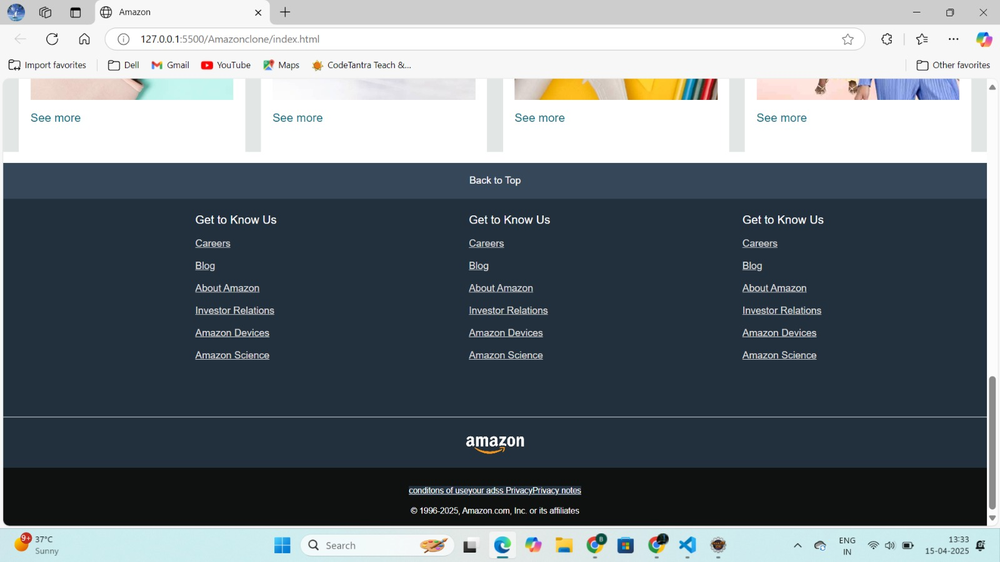 Amazon
127.0.0.1:5500/Amazonclone/index.html
Import favorites Dell Gmail YouTube Maps CodeTantra Teach &... Other favorites
See more See more See more See more
Back to Top
Get to Know Us Get to Know Us Get to Know Us
Careers Careers Careers
Blog Blog Blog
About Amazon About Amazon About Amazon
Investor Relations Investor Relations Investor Relations
Amazon Devices Amazon Devices Amazon Devices
Amazon Science Amazon Science Amazon Science
amazon
conditons of useyour adss PrivacyPrivacy notes
© 1996-2025, Amazon.com, Inc. or its affiliates
9+ 37°C Search B ENG 13:33
Sunny IN 15-04-2025